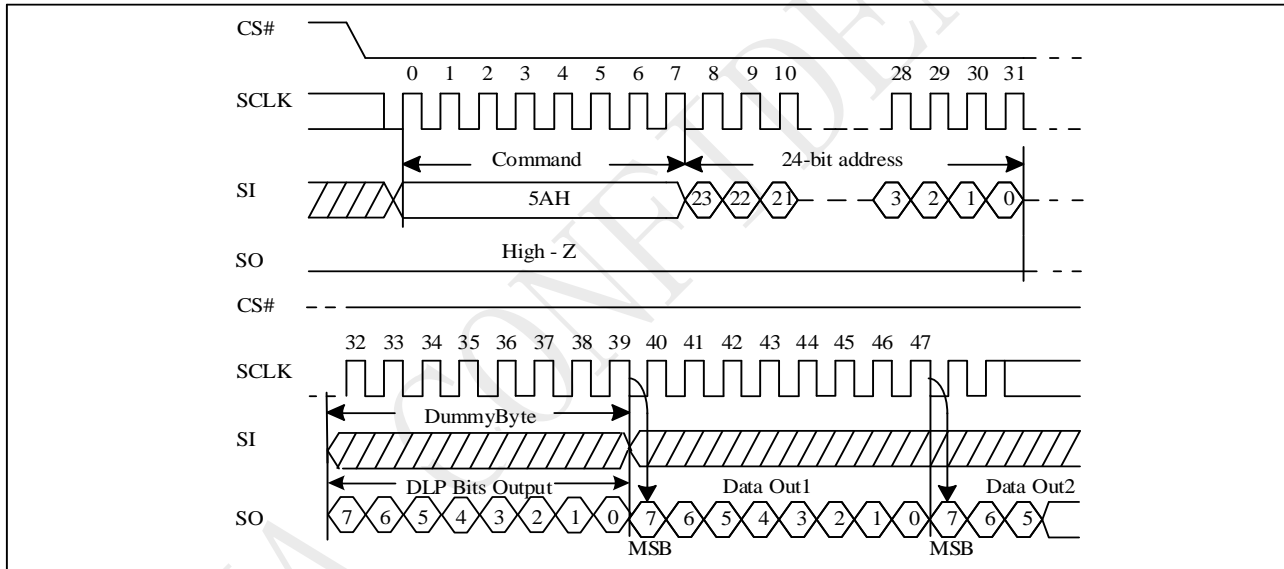 CS#
0 1 2 3 4 5 6 7 8 9 10 28 29 30 31
SCLK
Command 24-bit address
SI 5AH 23 22 21 3 2 1 0
High - Z
SO
CS#
32 33 34 35 36 37 38 39 40 41 42 43 44 45 46 47
SCLK
DummyByte
SI
DLP Bits Output Data Out1 Data Out2
SO 7 6 5 4 3 2 1 0 7 6 5 4 3 2 1 0 7 6 5
MSB MSB